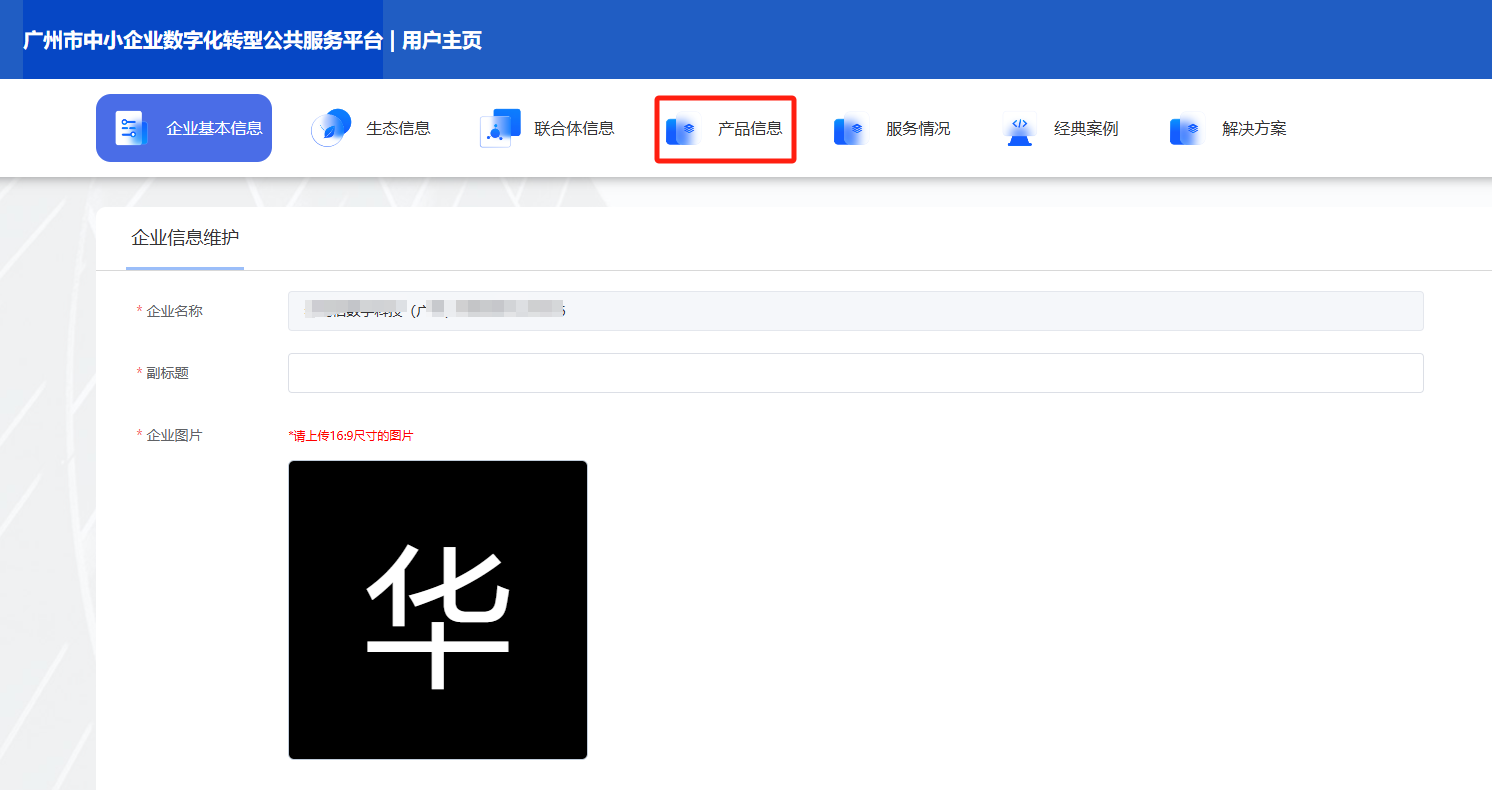 广州市中小企业数字化转型公共服务平台 | 用户主页
企业基本信息 生态信息 联合体信息 产品信息 服务情况 经典案例 解决方案
企业信息维护
* 企业名称
* 副标题
* 企业图片 *请上传16:9尺寸的图片
华